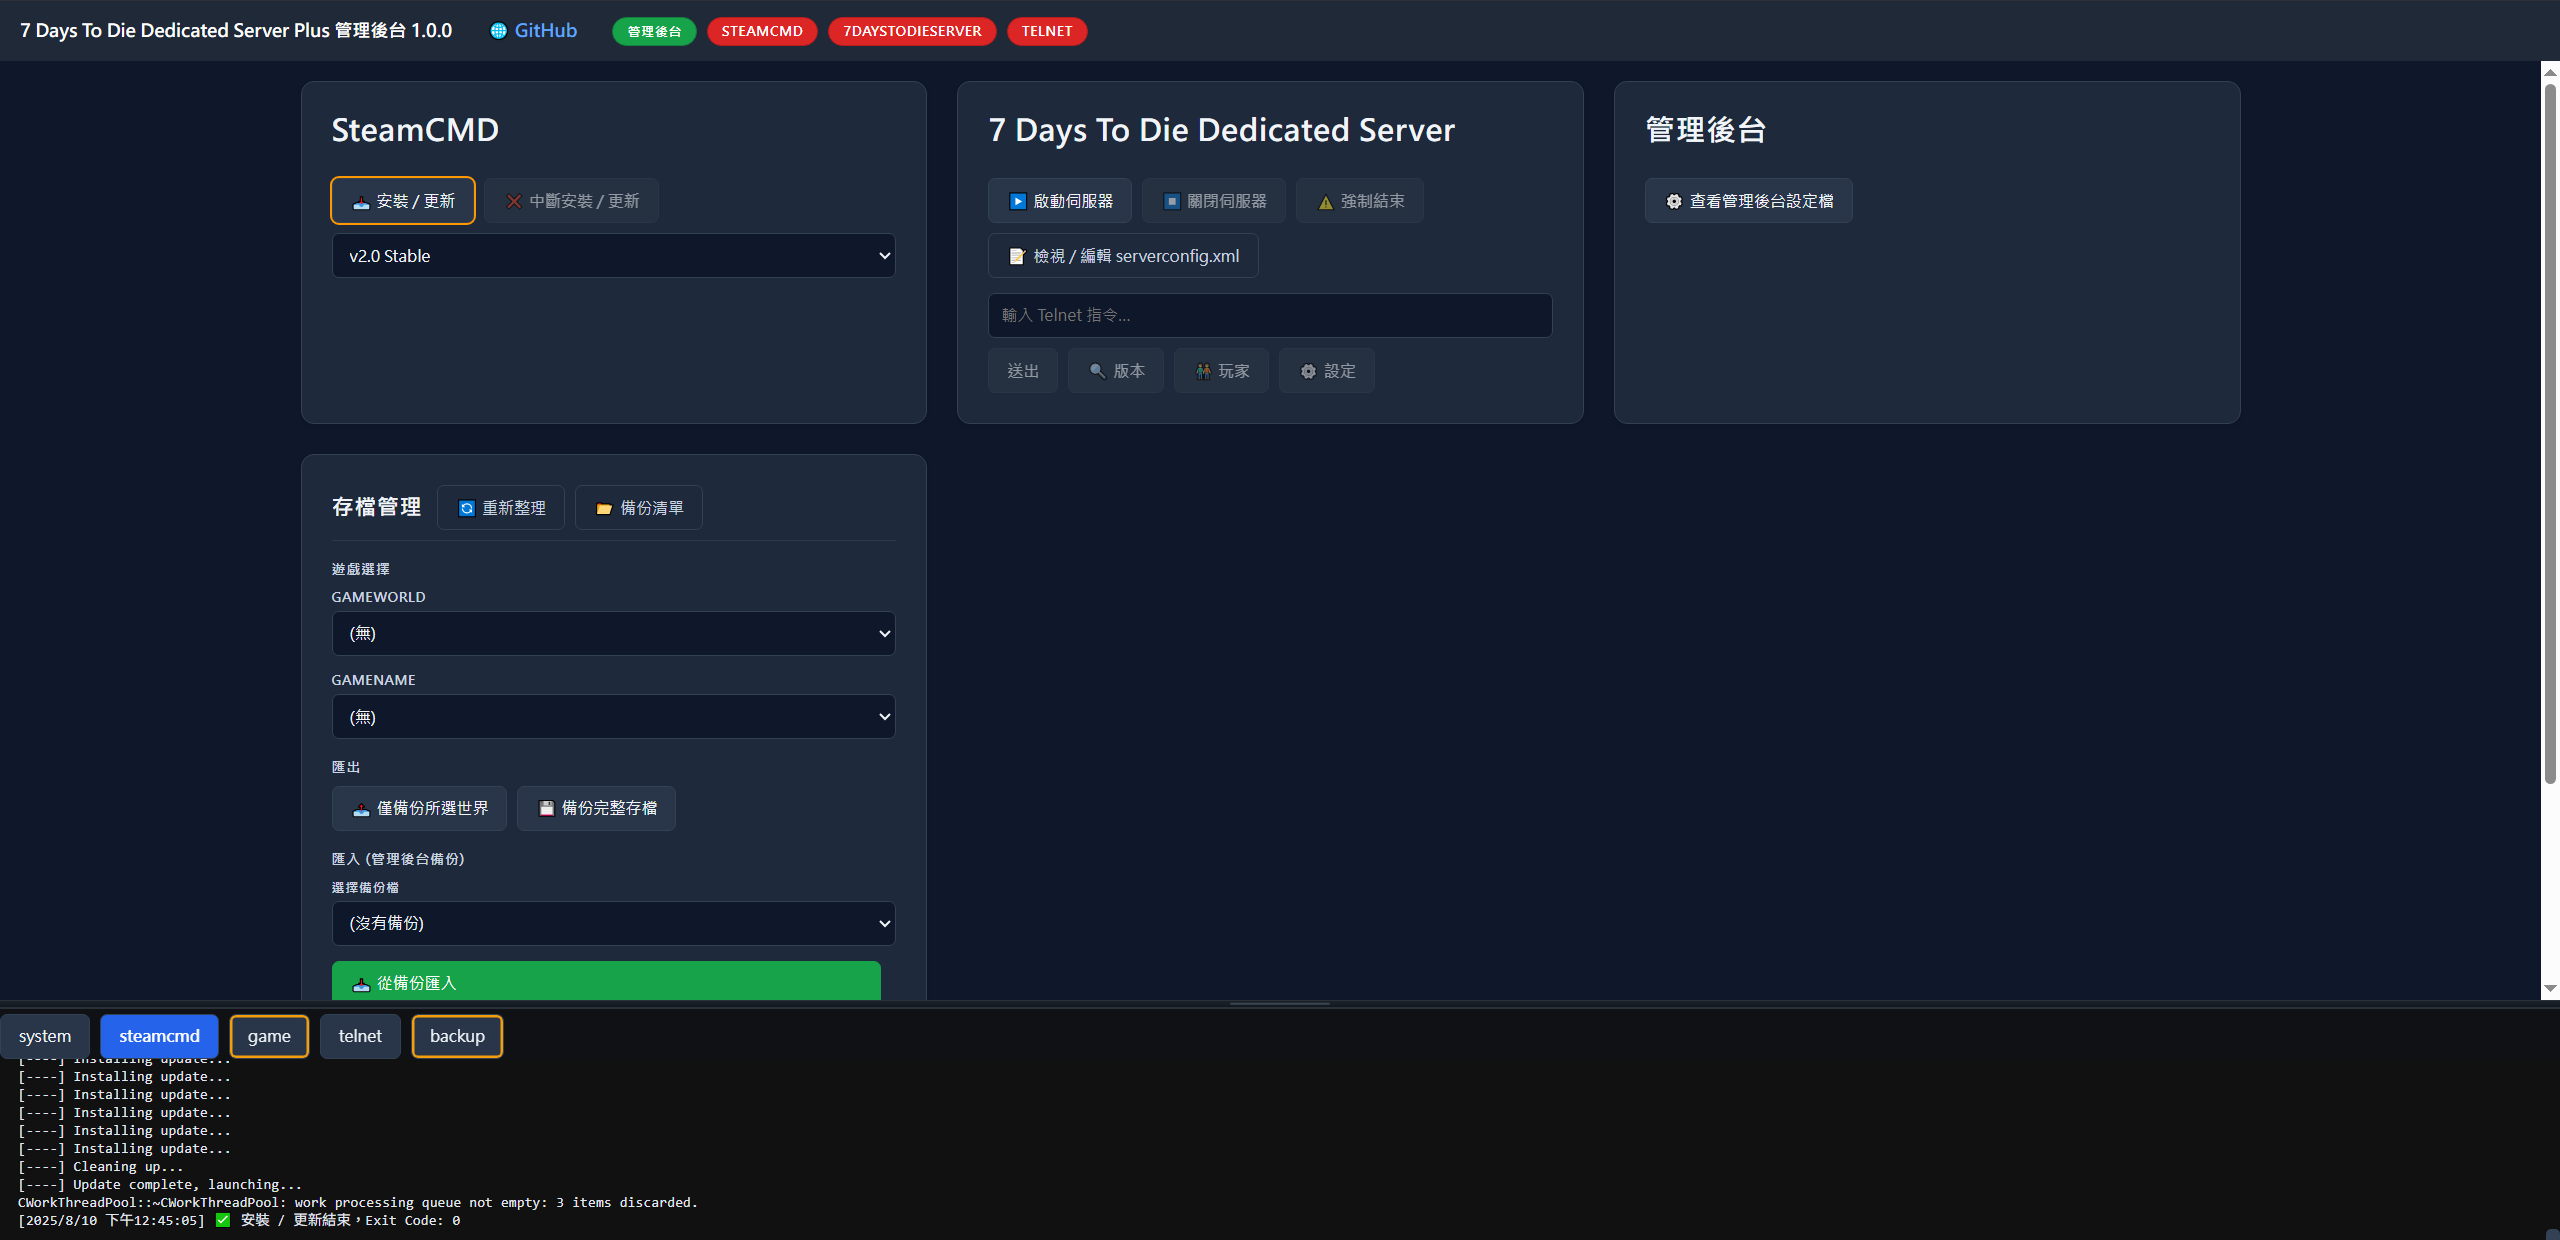 7 Days To Die Dedicated Server Plus 管理後台 1.0.0
GitHub
管理後台
STEAMCMD
7DAYSTODIESERVER
TELNET
SteamCMD
安裝 / 更新
中斷安裝 / 更新
v2.0 Stable
7 Days To Die Dedicated Server
啟動伺服器
關閉伺服器
強制結束
檢視 / 編輯 serverconfig.xml
輸入 Telnet 指令...
送出
版本
玩家
設定
管理後台
查看管理後台設定檔
存檔管理
重新整理
備份清單
遊戲選擇
GAMEWORLD
(無)
GAMENAME
(無)
匯出
僅備份所選世界
備份完整存檔
匯入 (管理後台備份)
選擇備份檔
(沒有備份)
從備份匯入
system
steamcmd
game
telnet
backup
[----] Installing update...
[----] Installing update...
[----] Installing update...
[----] Installing update...
[----] Installing update...
[----] Installing update...
[----] Cleaning up...
[----] Update complete, launching...
CWorkThreadPool::~CWorkThreadPool: work processing queue not empty: 3 items discarded.
[2025/8/10 下午12:45:05] ✅ 安裝 / 更新結束，Exit Code: 0